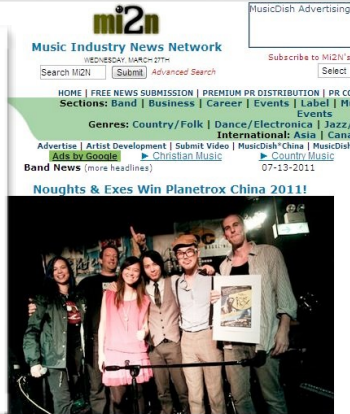 mi2n
MusicDish Advertising
Music Industry News Network
WEDNESDAY, MARCH 27TH
Subscribe to Mi2N's
Search Mi2N Submit Advanced Search
Select
HOME | FREE NEWS SUBMISSION | PREMIUM PR DISTRIBUTION | PR CO
Sections: Band | Business | Career | Events | Label |
Events
Genres: Country/Folk | Dance/Electronica | Jazz/
International: Asia |
Advertise | Artist Development | Submit Video | MusicDish*China |
Ads by Google ► Christian Music ► Country Music
Band News (more headlines) 07-13-2011
Noughts & Exes Win Planetrox China 2011!